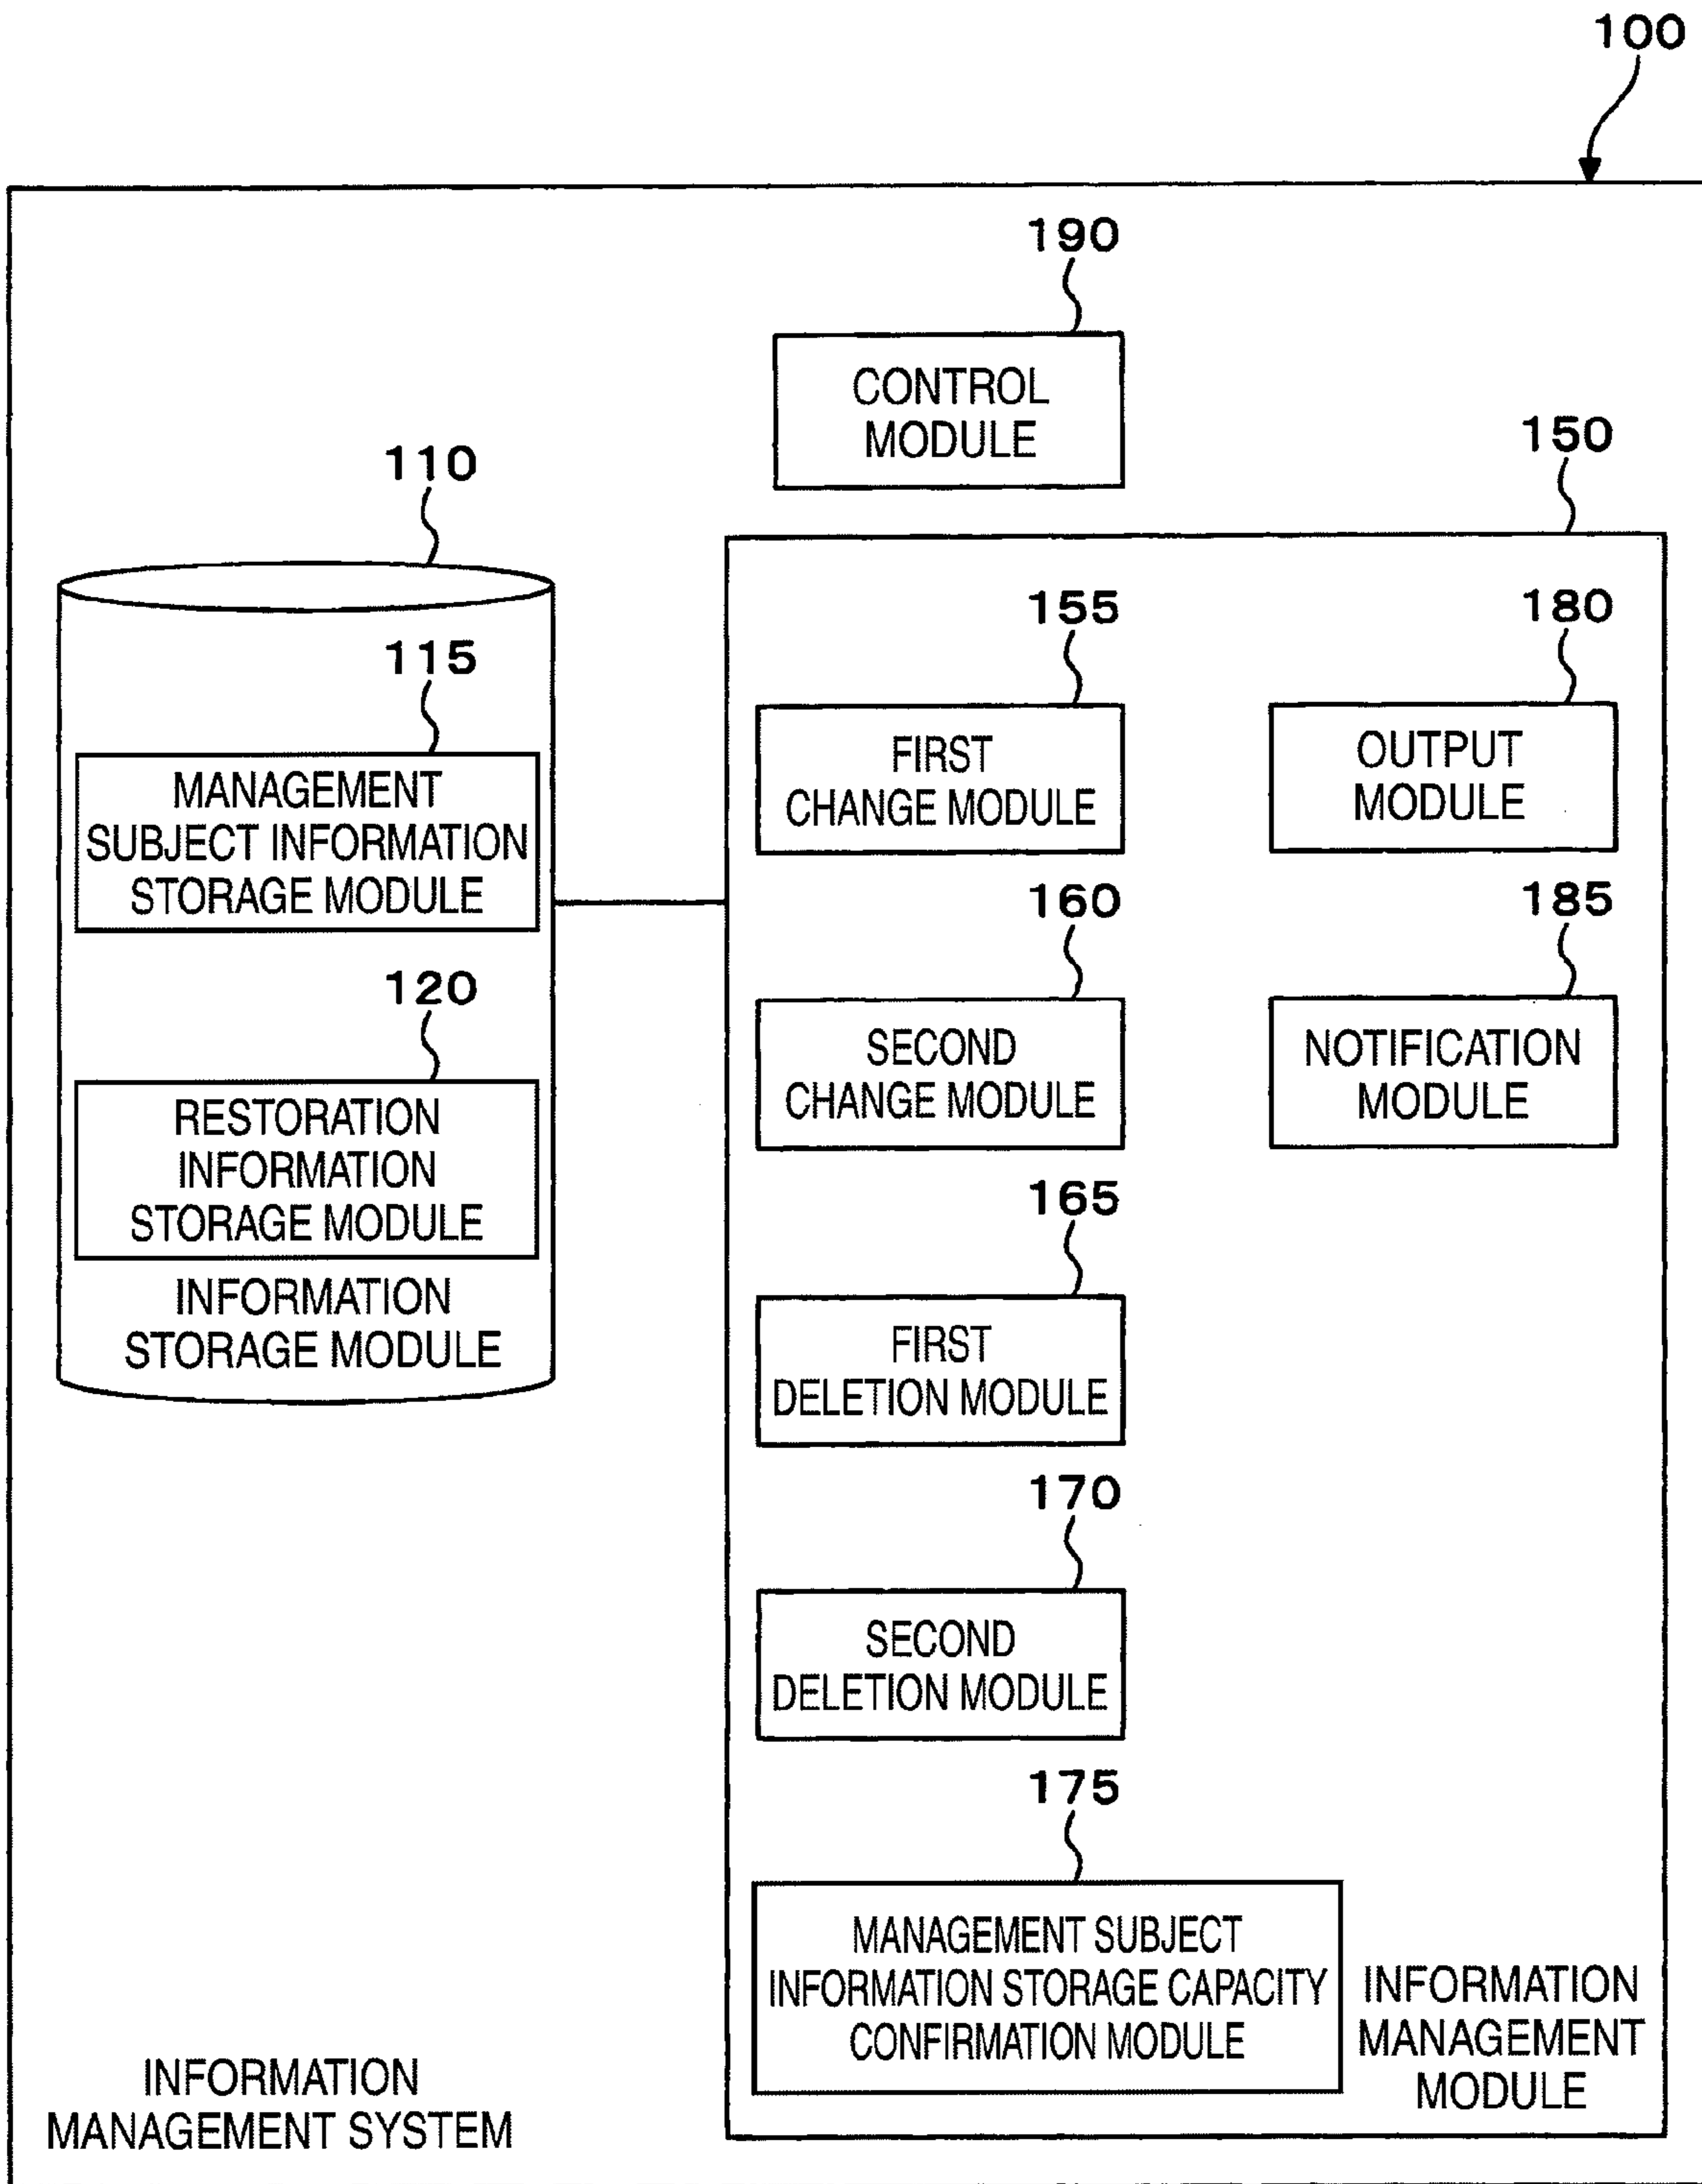 100
190
CONTROL
MODULE
110
115
MANAGEMENT
SUBJECT INFORMATION
STORAGE MODULE
120
RESTORATION
INFORMATION
STORAGE MODULE
INFORMATION
STORAGE MODULE
150
155
FIRST
CHANGE MODULE
180
OUTPUT
MODULE
160
SECOND
CHANGE MODULE
185
NOTIFICATION
MODULE
165
FIRST
DELETION MODULE
170
SECOND
DELETION MODULE
175
MANAGEMENT SUBJECT
INFORMATION STORAGE CAPACITY
CONFIRMATION MODULE
INFORMATION
MANAGEMENT
MODULE
INFORMATION
MANAGEMENT SYSTEM